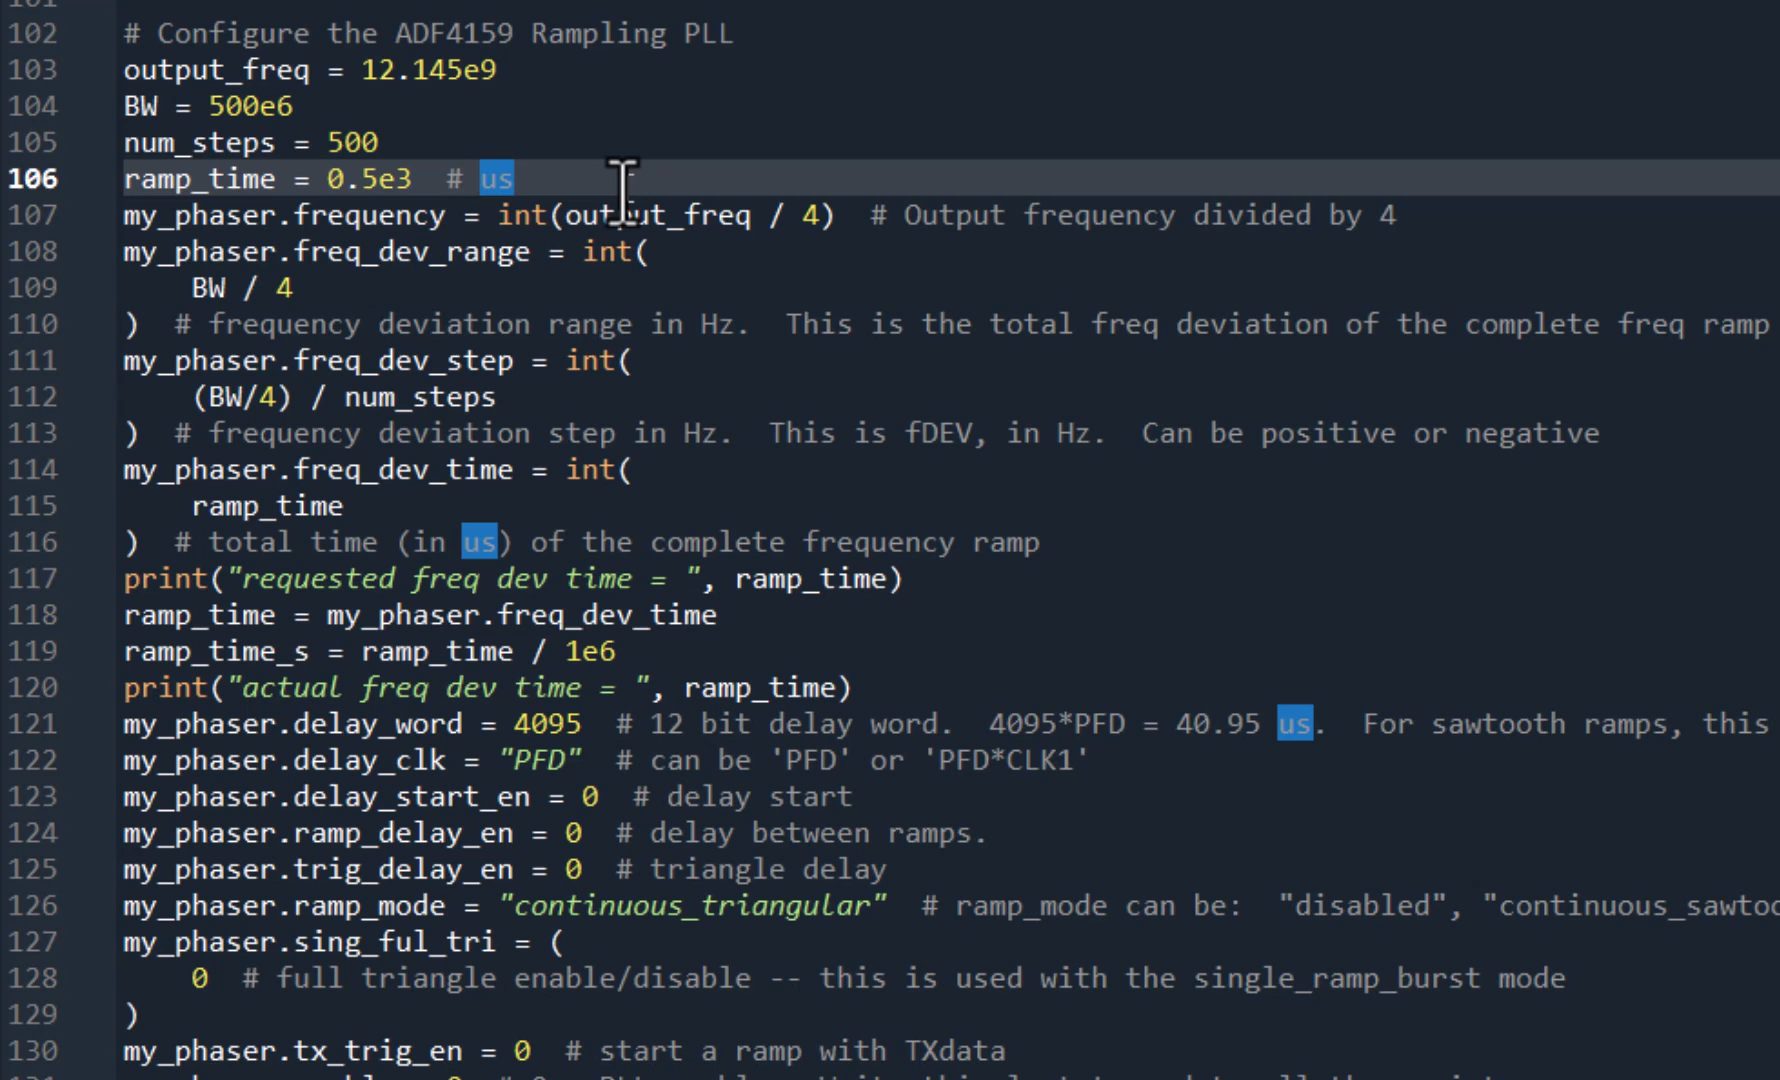 101
102 # Configure the ADF4159 Rampling PLL
103 output_freq = 12.145e9
104 BW = 500e6
105 num_steps = 500
106 ramp_time = 0.5e3  # us
107 my_phaser.frequency = int(output_freq / 4)  # Output frequency divided by 4
108 my_phaser.freq_dev_range = int(
109     BW / 4
110 )  # frequency deviation range in Hz.  This is the total freq deviation of the complete freq ramp
111 my_phaser.freq_dev_step = int(
112     (BW/4) / num_steps
113 )  # frequency deviation step in Hz.  This is fDEV, in Hz.  Can be positive or negative
114 my_phaser.freq_dev_time = int(
115     ramp_time
116 )  # total time (in us) of the complete frequency ramp
117 print("requested freq dev time = ", ramp_time)
118 ramp_time = my_phaser.freq_dev_time
119 ramp_time_s = ramp_time / 1e6
120 print("actual freq dev time = ", ramp_time)
121 my_phaser.delay_word = 4095  # 12 bit delay word.  4095*PFD = 40.95 us.  For sawtooth ramps, this
122 my_phaser.delay_clk = "PFD"  # can be 'PFD' or 'PFD*CLK1'
123 my_phaser.delay_start_en = 0  # delay start
124 my_phaser.ramp_delay_en = 0  # delay between ramps.
125 my_phaser.trig_delay_en = 0  # triangle delay
126 my_phaser.ramp_mode = "continuous_triangular"  # ramp_mode can be:  "disabled", "continuous_sawtoo
127 my_phaser.sing_ful_tri = (
128     0  # full triangle enable/disable -- this is used with the single_ramp_burst mode
129 )
130 my_phaser.tx_trig_en = 0  # start a ramp with TXdata